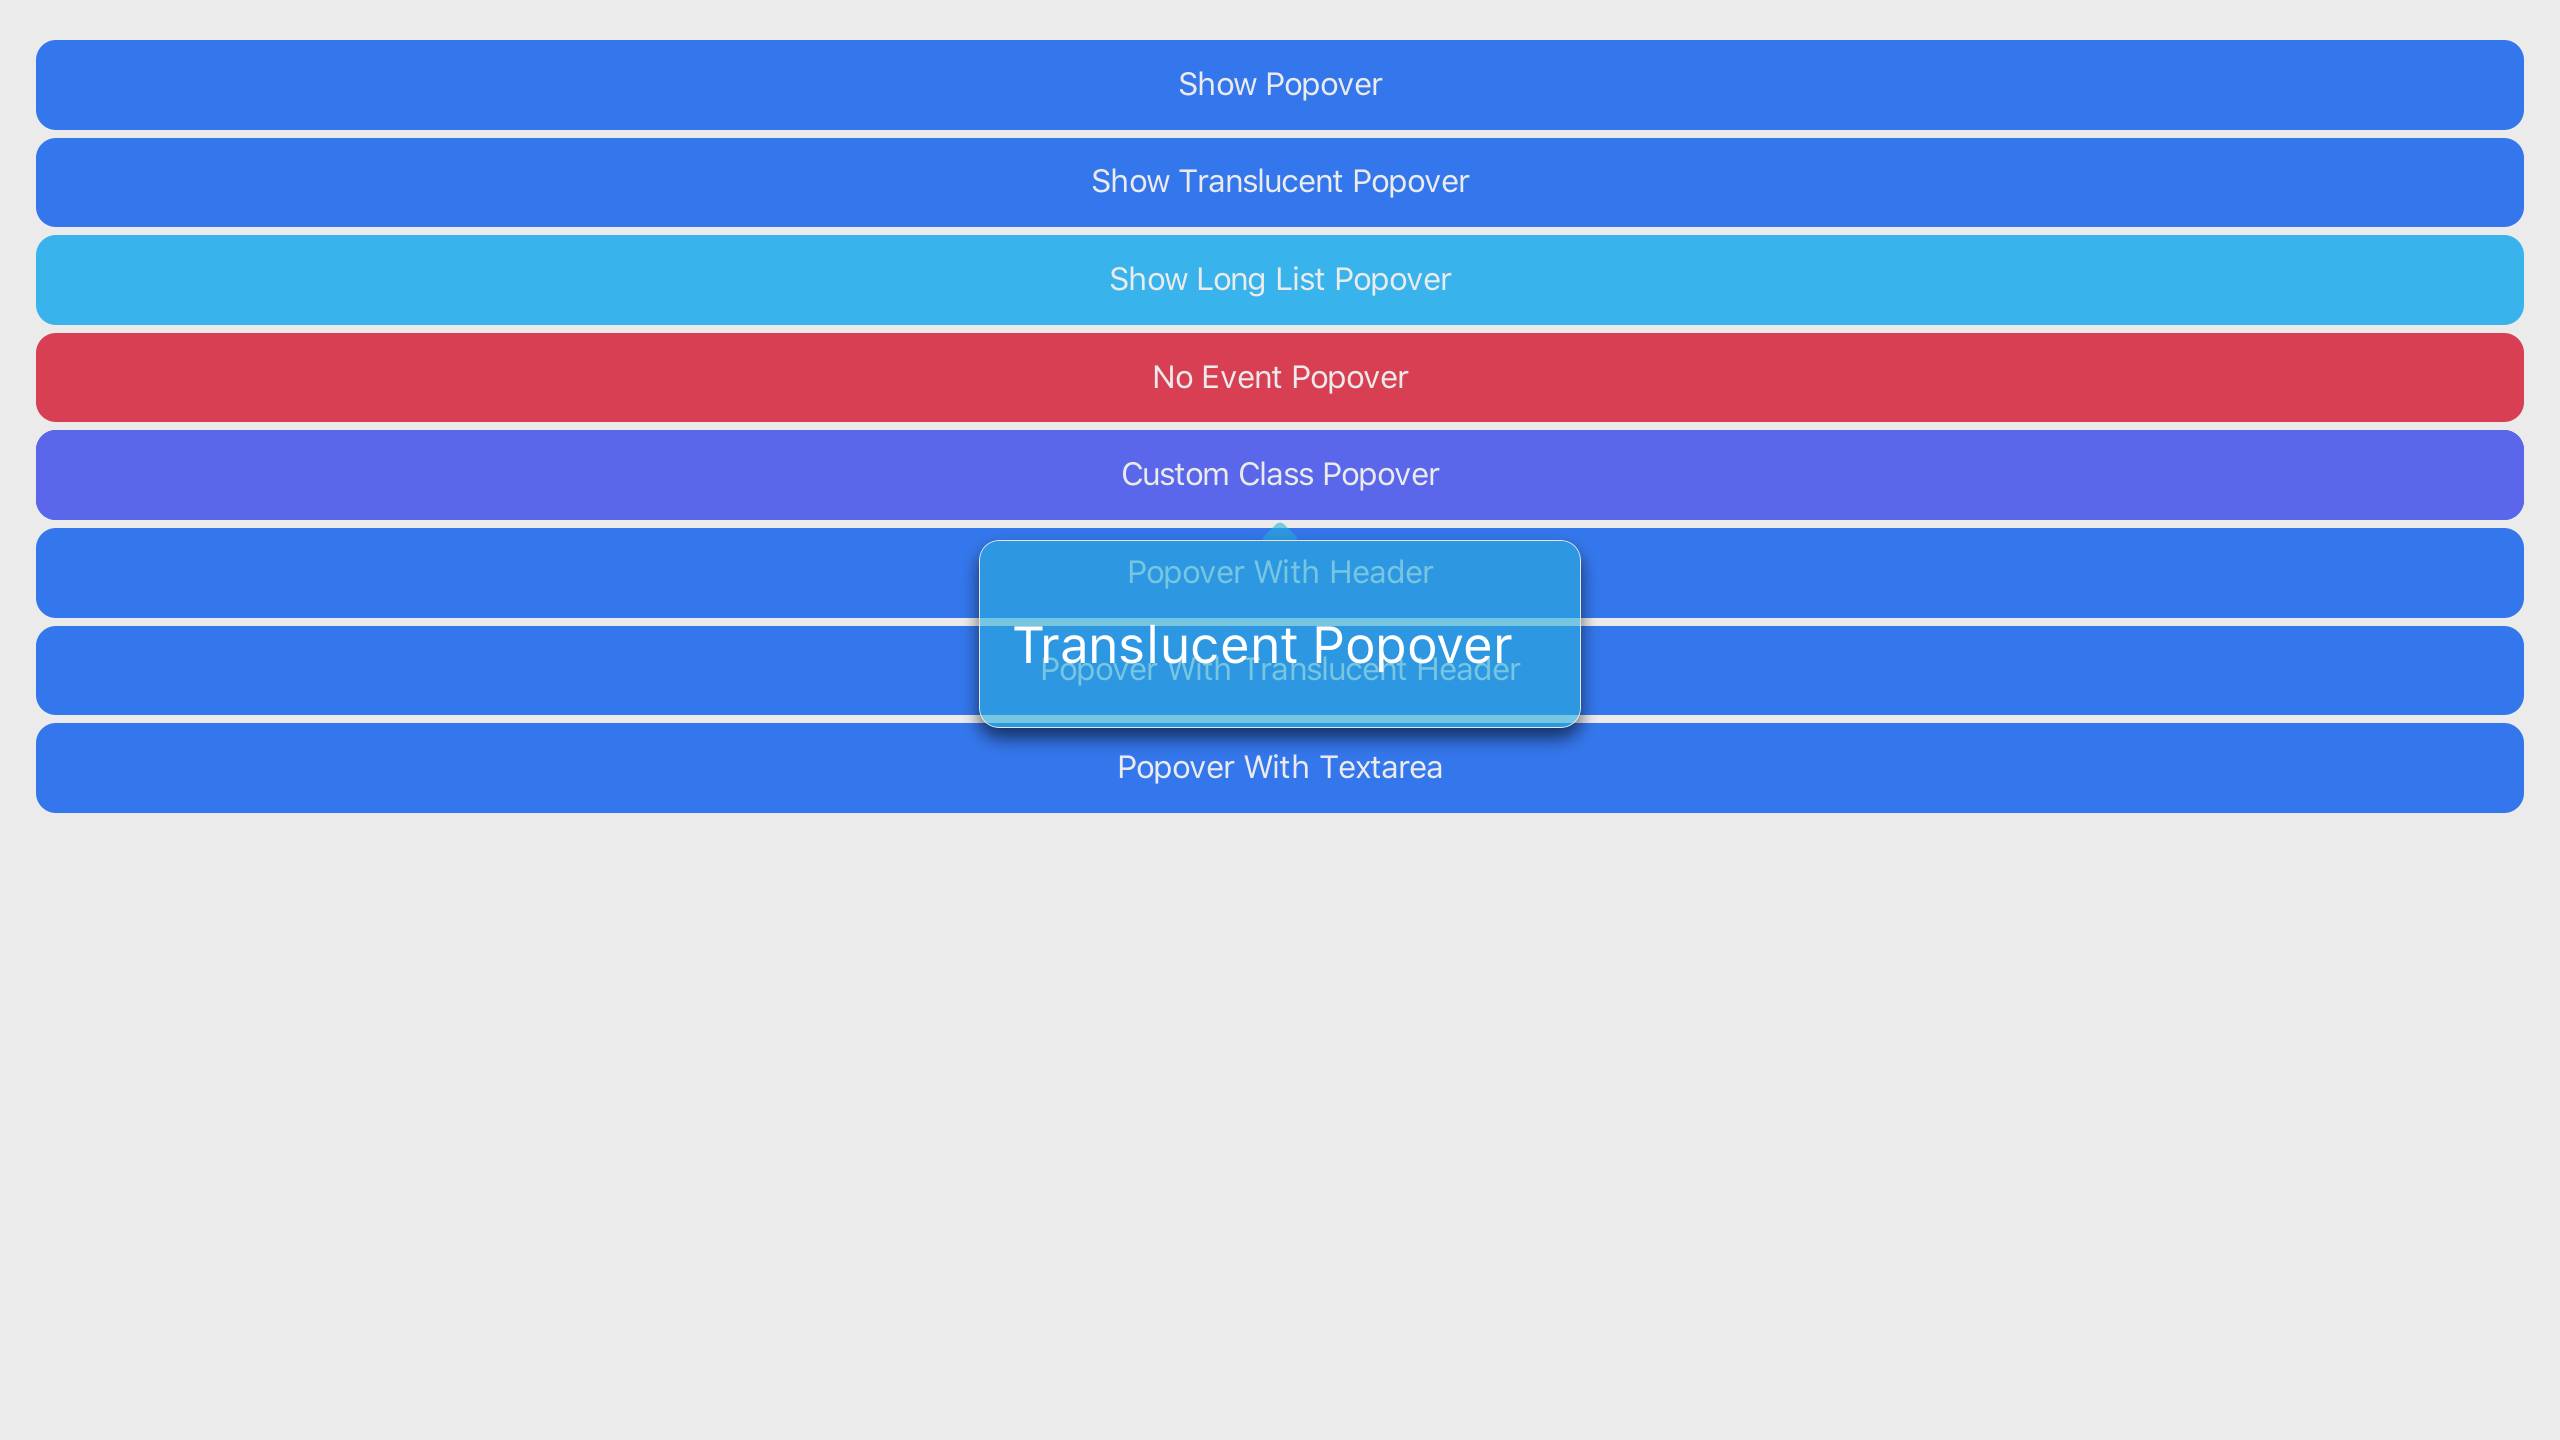 Show Popover
Show Translucent Popover
Show Long List Popover
No Event Popover
Custom Class Popover
Popover With Header
Translucent Popover
Popover With Translucent Header
Popover With Textarea